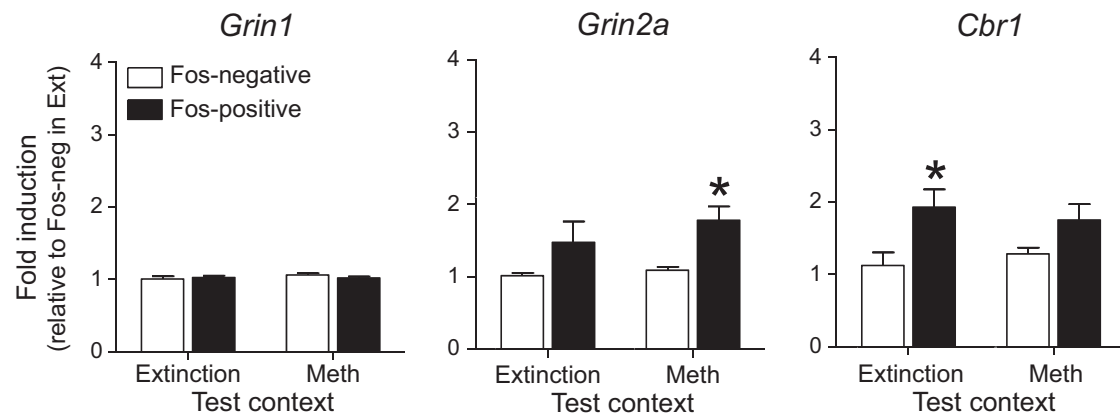 Grin1
Grin2a
Cbr1
Fold induction
(relative to Fos-neg in Ext)
4
3
2
1
0
Fos-negative
Fos-positive
Extinction Meth
Test context
4
3
2
1
0
*
Extinction Meth
Test context
4
3
2
1
0
*
Extinction Meth
Test context